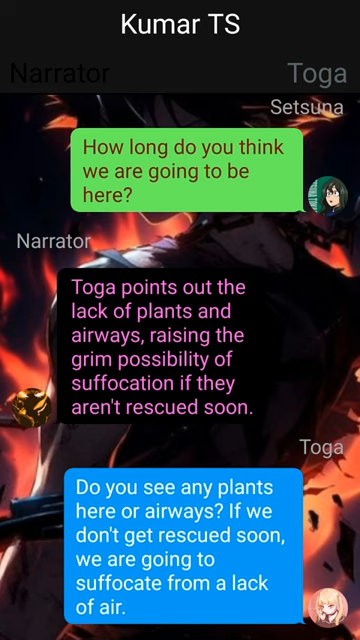 Kumar TS
Narrator
Toga
Setsuna
How long do you think
we are going to be
here?
Narrator
Toga points out the
lack of plants and
airways, raising the
grim possibility of
suffocation if they
aren't rescued soon.
Toga
Do you see any plants
here or airways? If we
don't get rescued soon,
we are going to
suffocate from a lack
of air.